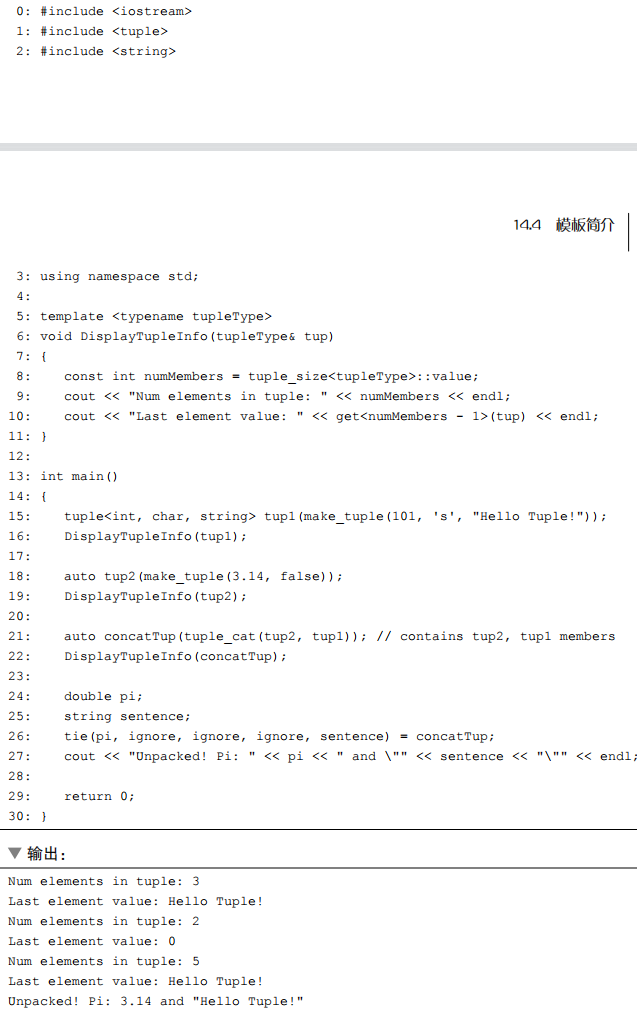 0: #include <iostream>
1: #include <tuple>
2: #include <string>
14.4 模板简介
3: using namespace std;
4:
5: template <typename tupleType>
6: void DisplayTupleInfo(tupleType& tup)
7: {
8:    const int numMembers = tuple_size<tupleType>::value;
9:    cout << "Num elements in tuple: " << numMembers << endl;
10:    cout << "Last element value: " << get<numMembers - 1>(tup) << endl;
11: }
12:
13: int main()
14: {
15:    tuple<int, char, string> tup1(make_tuple(101, 's', "Hello Tuple!"));
16:    DisplayTupleInfo(tup1);
17:
18:    auto tup2(make_tuple(3.14, false));
19:    DisplayTupleInfo(tup2);
20:
21:    auto concatTup(tuple_cat(tup2, tup1)); // contains tup2, tup1 members
22:    DisplayTupleInfo(concatTup);
23:
24:    double pi;
25:    string sentence;
26:    tie(pi, ignore, ignore, ignore, sentence) = concatTup;
27:    cout << "Unpacked! Pi: " << pi << " and \"" << sentence << "\"" << endl;
28:
29:    return 0;
30: }
▼输出：
Num elements in tuple: 3
Last element value: Hello Tuple!
Num elements in tuple: 2
Last element value: 0
Num elements in tuple: 5
Last element value: Hello Tuple!
Unpacked! Pi: 3.14 and "Hello Tuple!"